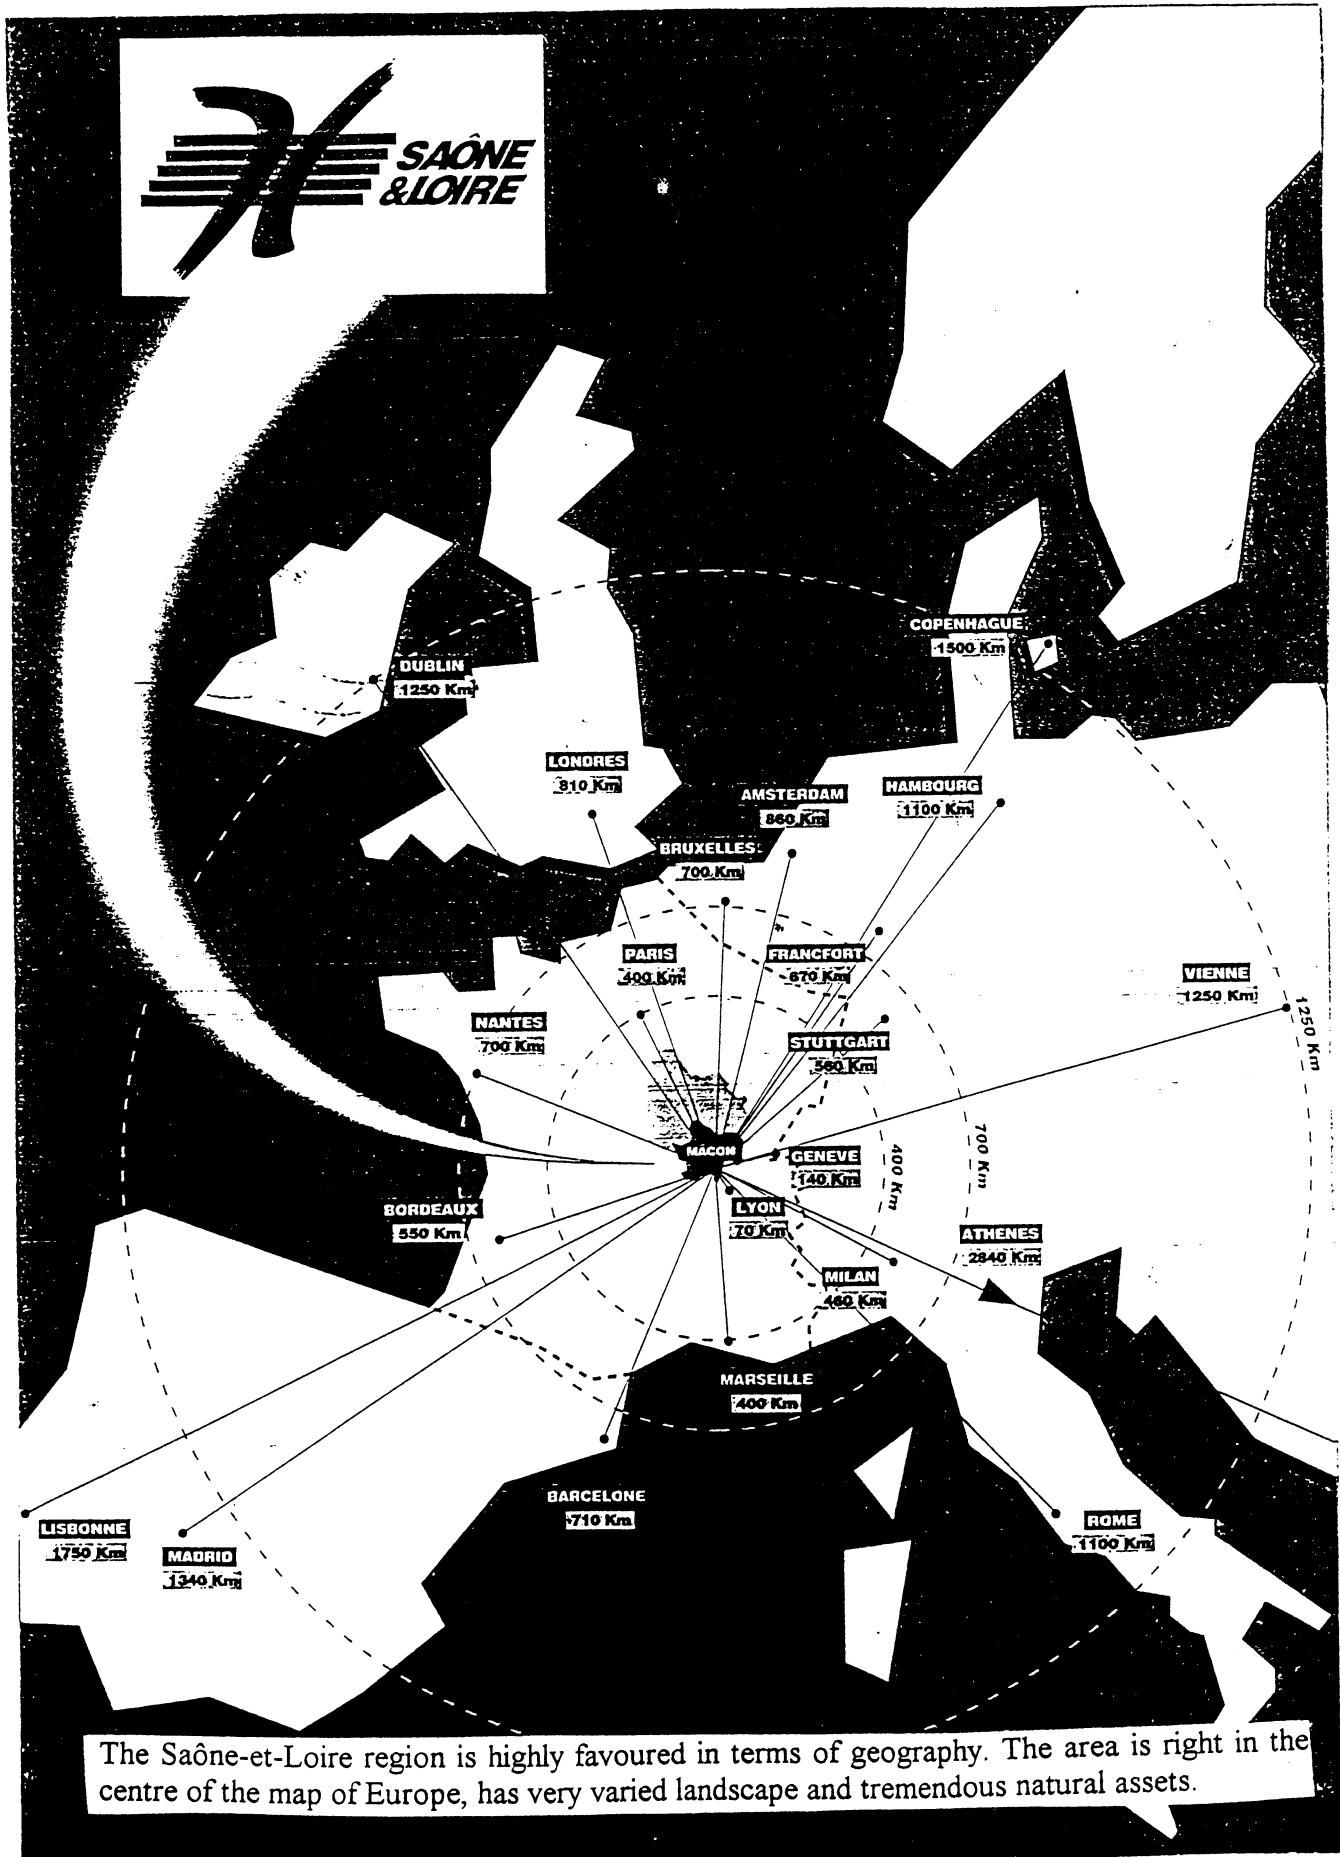 SAÔNE
&LOIRE
COPENHAGUE
1500 Km
DUBLIN
1250 Km
LONDRES
810 Km
AMSTERDAM
860 Km
HAMBOURG
1100 Km
BRUXELLES
700 Km
PARIS
400 Km
FRANCFORT
670 Km
VIENNE
1250 Km
1250 Km
NANTES
700 Km
STUTTGART
560 Km
MÂCON
GENEVE
140 Km
400 Km
700 Km
BORDEAUX
550 Km
LYON
70 Km
ATHENES
2840 Km
MILAN
460 Km
MARSEILLE
400 Km
BARCELONE
710 Km
LISBONNE
1750 Km
MADRID
1340 Km
ROME
1100 Km
The Saône-et-Loire region is highly favoured in terms of geography. The area is right in the
centre of the map of Europe, has very varied landscape and tremendous natural assets.